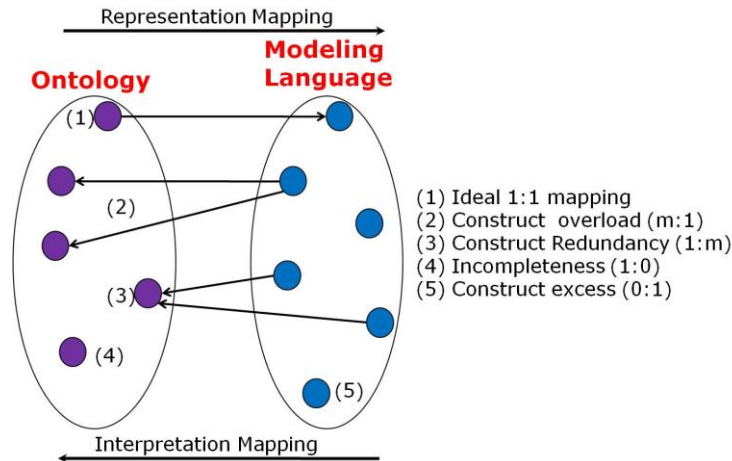 Representation Mapping
Modeling
Language
Ontology
(1)
(2)
(3)
(4)
(5)
(1) Ideal 1:1 mapping
(2) Construct overload (m:1)
(3) Construct Redundancy (1:m)
(4) Incompleteness (1:0)
(5) Construct excess (0:1)
Interpretation Mapping